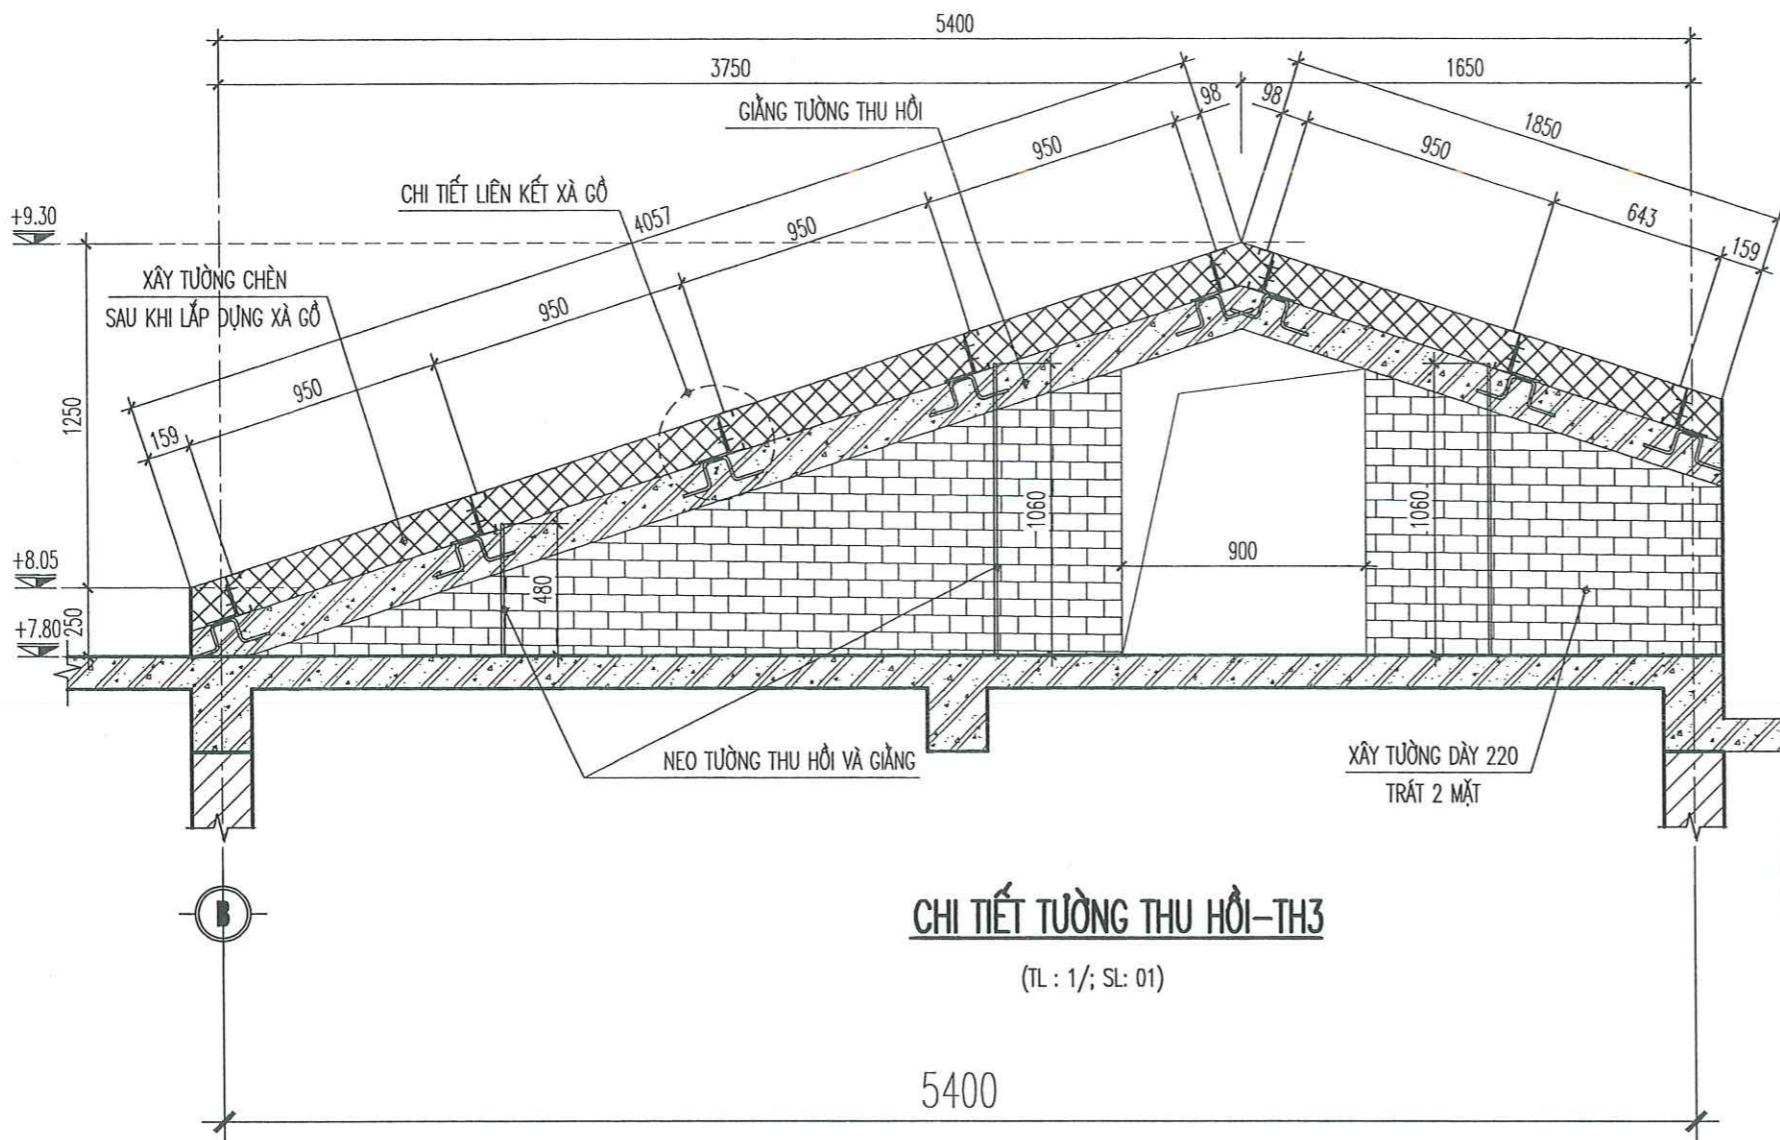 5400
3750
1650
GIẰNG TƯỜNG THU HỒI
98
98
1850
950
950
CHI TIẾT LIÊN KẾT XÀ GỒ
4057
950
643
159
+9.30
XÂY TƯỜNG CHÈN
SAU KHI LẮP DỰNG XÀ GỒ
950
950
159
1250
+8.05
250
+7.80
480
1060
900
1060
NEO TƯỜNG THU HỒI VÀ GIẰNG
XÂY TƯỜNG DÀY 220
TRÁT 2 MẶT
B
CHI TIẾT TƯỜNG THU HỒI-TH3
(TL : 1/; SL: 01)
5400